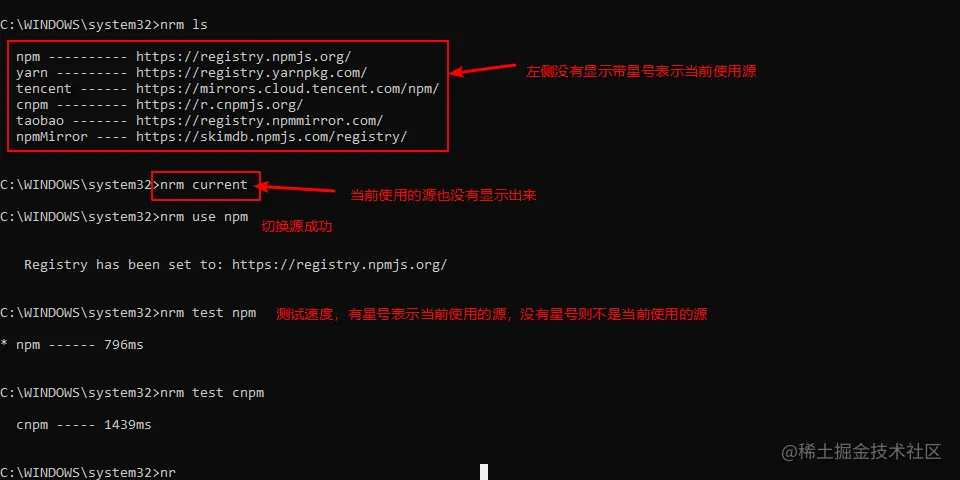 C:\WINDOWS\system32>nrm ls
npm ---------- https://registry.npmjs.org/
yarn --------- https://registry.yarnpkg.com/
左侧没有显示带星号表示当前使用源
tencent ------ https://mirrors.cloud.tencent.com/npm/
cnpm --------- https://r.cnpmjs.org/
taobao ------- https://registry.npmmirror.com/
npmMirror ---- https://skimdb.npmjs.com/registry/
C:\WINDOWS\system32>nrm current
当前使用的源也没有显示出来
C:\WINDOWS\system32>nrm use npm
切换源成功
Registry has been set to: https://registry.npmjs.org/
C:\WINDOWS\system32>nrm test npm 测试速度，有星号表示当前使用的源，没有星号则不是当前使用的源
* npm ------ 796ms
C:\WINDOWS\system32>nrm test cnpm
cnpm ----- 1439ms
C:\WINDOWS\system32>nr
@稀土掘金技术社区